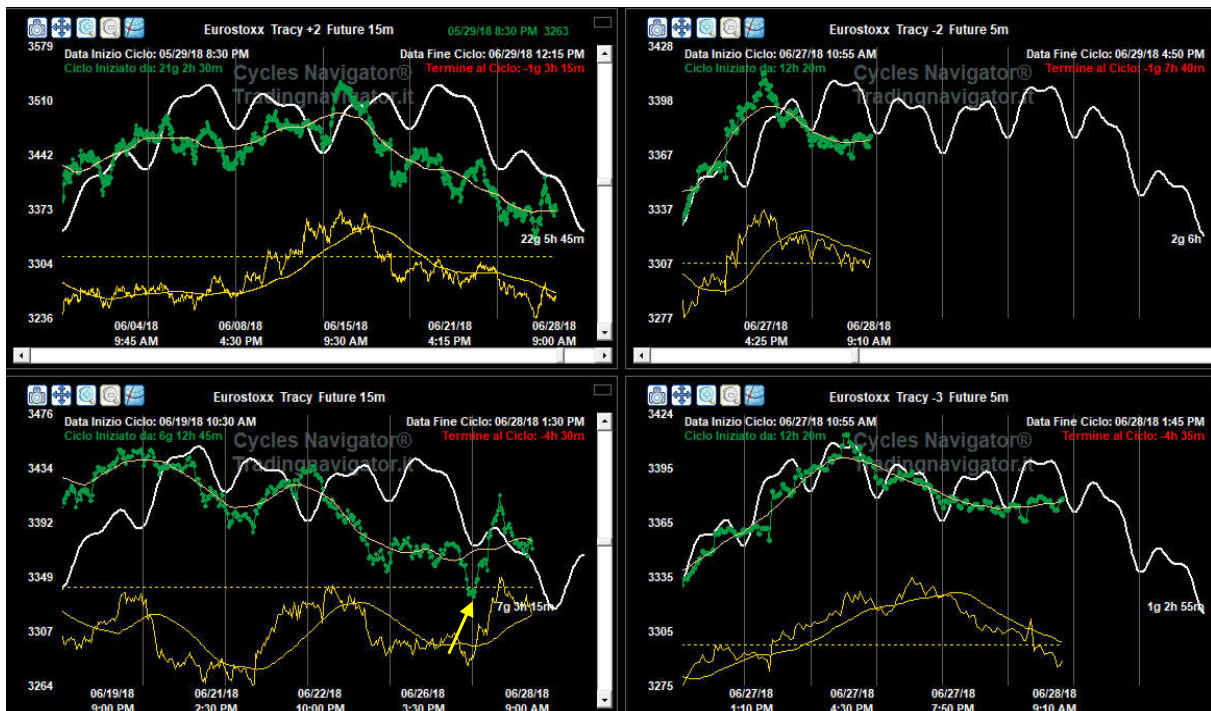 Eurostoxx Tracy +2 Future 15m
05/29/18 8:30 PM 3263
3579
Data Inizio Ciclo: 05/29/18 8:30 PM
Data Fine Ciclo: 06/29/18 12:15 PM
Ciclo Iniziato da: 21g 2h 30m
Termine al Ciclo: -1g 3h 15m
Cycles Navigator®
Tradingnavigator.it
3510
3442
3373
22g 5h 45m
3304
3236
06/04/18 06/08/18 06/15/18 06/21/18 06/28/18
9:45 AM 4:30 PM 9:30 AM 4:15 PM 9:00 AM
Eurostoxx Tracy -2 Future 5m
3428
Data Inizio Ciclo: 06/27/18 10:55 AM
Data Fine Ciclo: 06/29/18 4:50 PM
Ciclo Iniziato da: 12h 20m
Termine al Ciclo: -1g 7h 40m
Cycles Navigator®
Tradingnavigator.it
3398
3367
3337
2g 6h
3307
3277
06/27/18 06/28/18
4:25 PM 9:10 AM
Eurostoxx Tracy Future 15m
3476
Data Inizio Ciclo: 06/19/18 10:30 AM
Data Fine Ciclo: 06/28/18 1:30 PM
Ciclo Iniziato da: 6g 12h 45m
Termine al Ciclo: -4h 30m
Cycles Navigator®
Tradingnavigator.it
3434
3392
3349
7g 3h 15m
3307
3264
06/19/18 06/21/18 06/22/18 06/26/18 06/28/18
9:00 PM 2:30 PM 10:00 PM 3:30 PM 9:00 AM
Eurostoxx Tracy -3 Future 5m
3424
Data Inizio Ciclo: 06/27/18 10:55 AM
Data Fine Ciclo: 06/28/18 1:45 PM
Ciclo Iniziato da: 12h 20m
Termine al Ciclo: -4h 35m
Cycles Navigator®
Tradingnavigator.it
3395
3365
3335
1g 2h 55m
3305
3275
06/27/18 06/27/18 06/27/18 06/28/18
1:10 PM 4:30 PM 7:50 PM 9:10 AM